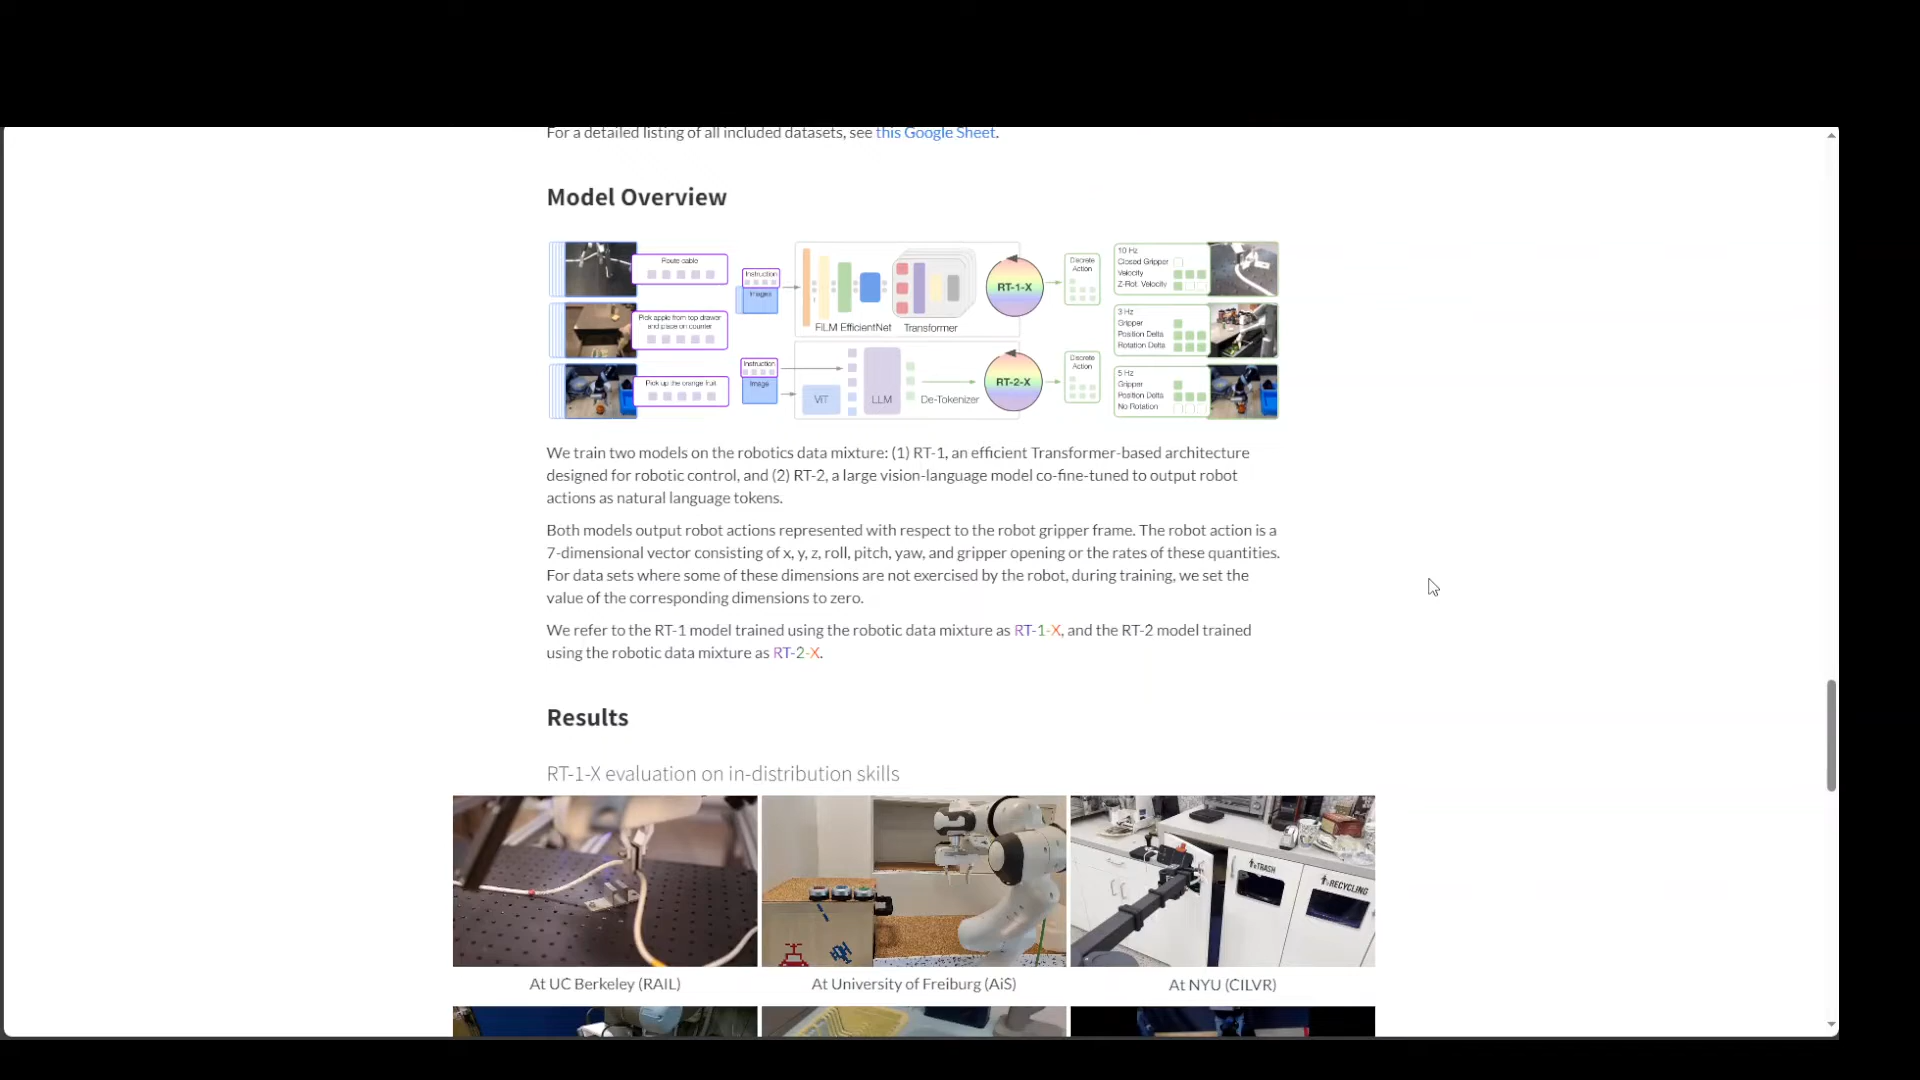 For a detailed listing of all included datasets, see this Google Sheet.
Model Overview
Route cable
Pick apple from top drawer
and place on counter
Pick up the orange fruit
Instruction
Images
Instruction
Image
FiLM EfficientNet
Transformer
RT-1-X
ViT
LLM
De-Tokenizer
RT-2-X
Discrete
Action
Discrete
Action
10 Hz
Closed Gripper
Velocity
Z-Rot. Velocity
3 Hz
Gripper
Position Delta
Rotation Delta
5 Hz
Gripper
Position Delta
No Rotation
We train two models on the robotics data mixture: (1) RT-1, an efficient Transformer-based architecture
designed for robotic control, and (2) RT-2, a large vision-language model co-fine-tuned to output robot
actions as natural language tokens.
Both models output robot actions represented with respect to the robot gripper frame. The robot action is a
7-dimensional vector consisting of x, y, z, roll, pitch, yaw, and gripper opening or the rates of these quantities.
For data sets where some of these dimensions are not exercised by the robot, during training, we set the
value of the corresponding dimensions to zero.
We refer to the RT-1 model trained using the robotic data mixture as RT-1-X, and the RT-2 model trained
using the robotic data mixture as RT-2-X.
Results
RT-1-X evaluation on in-distribution skills
TRASH
RECYCLING
At UC Berkeley (RAIL)
At University of Freiburg (AiS)
At NYU (CILVR)